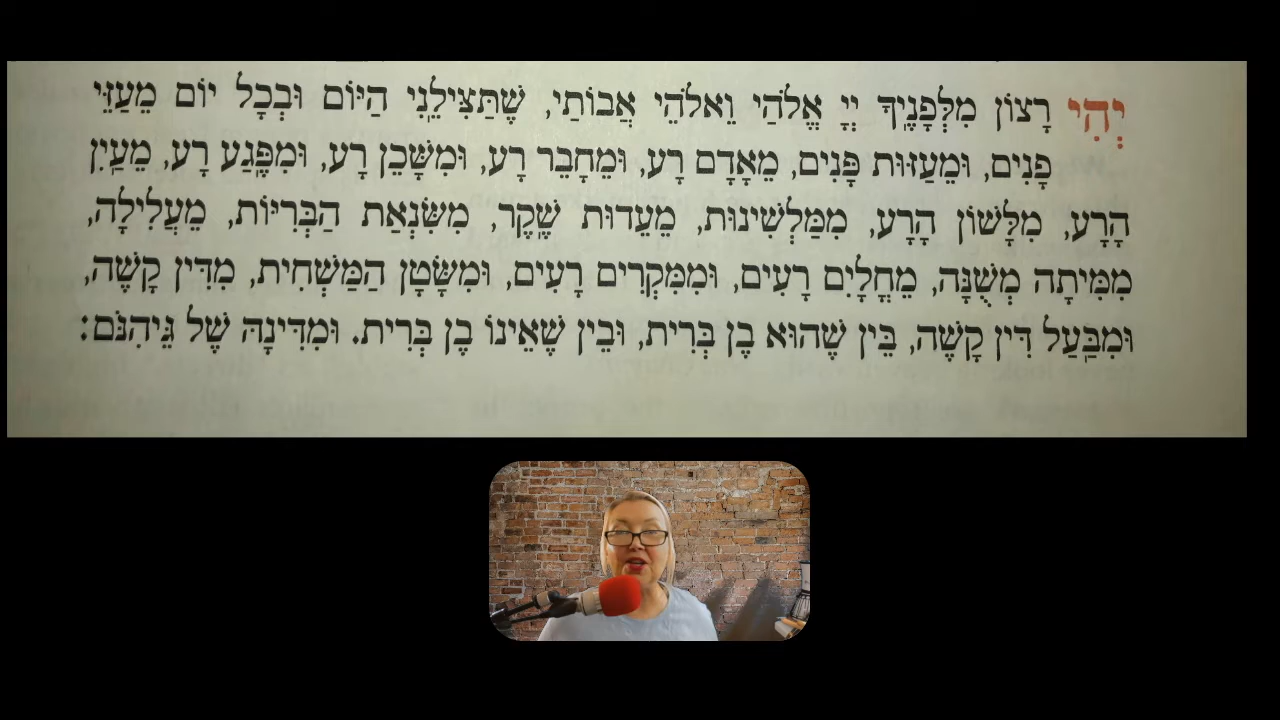 יְהִי רָצוֹן מִלְּפָנֶיךָ יְיָ אֱלֹהַי וֵאלֹהֵי אֲבוֹתַי, שֶׁתַּצִּילֵנִי הַיּוֹם וּבְכָל יוֹם מֵעַזֵּי
פָנִים, וּמֵעַזּוּת פָּנִים, מֵאָדָם רָע, וּמֵחָבֵר רָע, וּמִשָּׁכֵן רָע, וּמִפֶּגַע רָע, מֵעַיִן
הָרָע, מִלָּשׁוֹן הָרָע, מִמַּלְשִׁינוּת, מֵעֵדוּת שֶׁקֶר, מִשִּׂנְאַת הַבְּרִיּוֹת, מֵעֲלִילָה,
מִמִּיתָה מְשֻׁנָּה, מֵחֳלָיִם רָעִים, וּמִמִּקְרִים רָעִים, וּמִשָּׂטָן הַמַּשְׁחִית, מִדִּין קָשֶׁה,
וּמִבַּעַל דִּין קָשֶׁה, בֵּין שֶׁהוּא בֶן בְּרִית, וּבֵין שֶׁאֵינוֹ בֶן בְּרִית. וּמִדִּינָהּ שֶׁל גֵּיהִנֹּם: